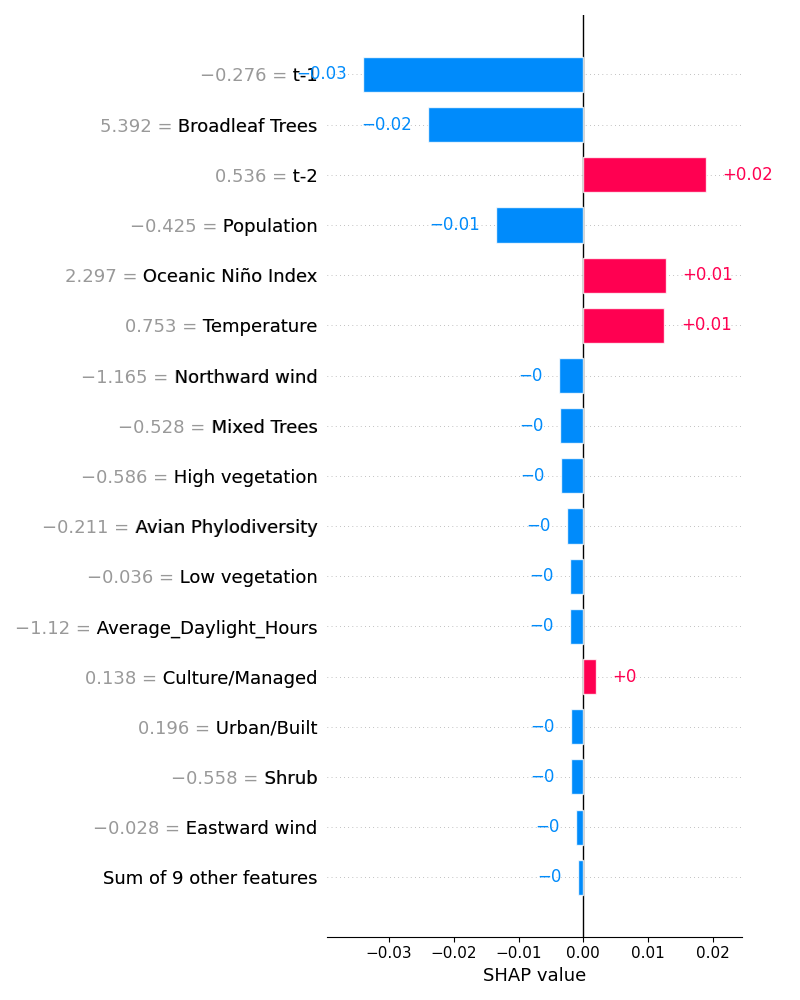 −0.276 = t-1 −0.03
5.392 = Broadleaf Trees −0.02
0.536 = t-2 +0.02
−0.425 = Population −0.01
2.297 = Oceanic Niño Index +0.01
0.753 = Temperature +0.01
−1.165 = Northward wind −0
−0.528 = Mixed Trees −0
−0.586 = High vegetation −0
−0.211 = Avian Phylodiversity −0
−0.036 = Low vegetation −0
−1.12 = Average_Daylight_Hours −0
0.138 = Culture/Managed +0
0.196 = Urban/Built −0
−0.558 = Shrub −0
−0.028 = Eastward wind −0
Sum of 9 other features −0
−0.03 −0.02 −0.01 0.00 0.01 0.02
SHAP value